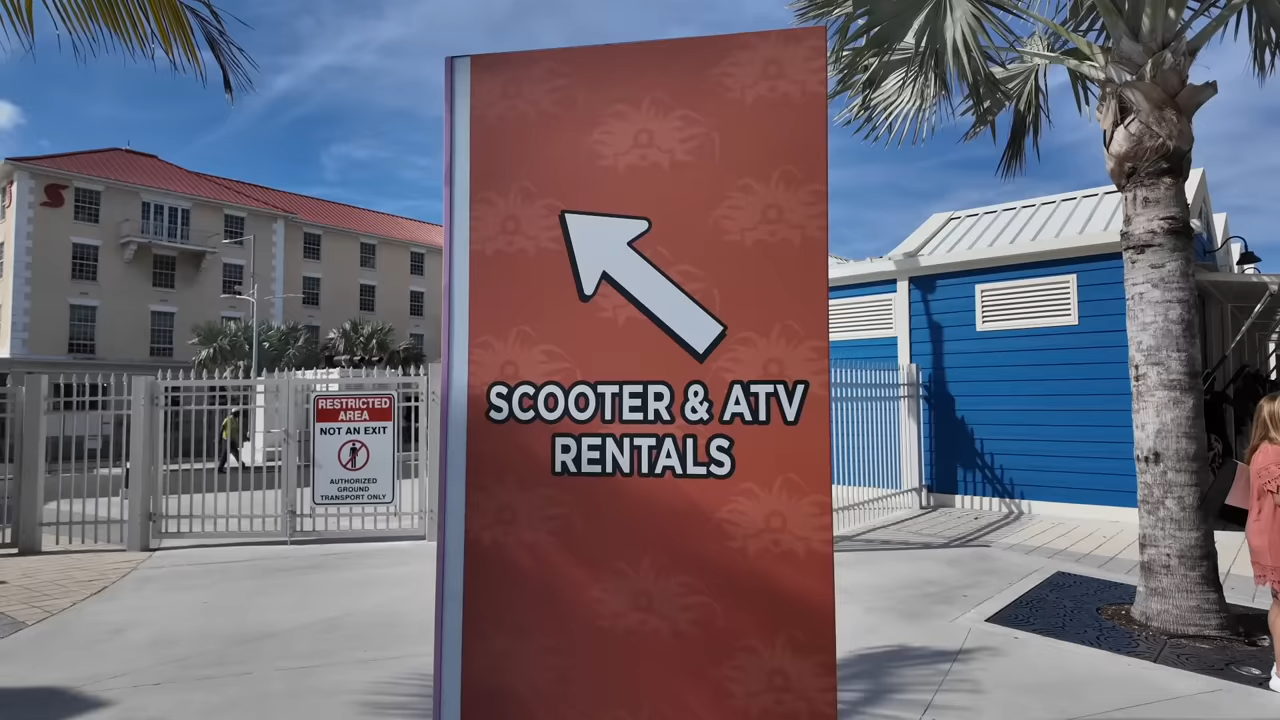 RESTRICTED
AREA
NOT AN EXIT
AUTHORIZED
GROUND
TRANSPORT ONLY
SCOOTER & ATV
RENTALS